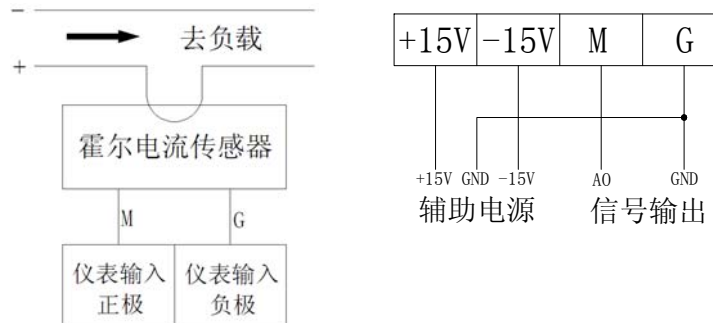 −
去负载
+
霍尔电流传感器
M G
仪表输入 仪表输入
正极 负极
+15V -15V M G
+15V GND -15V AO GND
辅助电源 信号输出